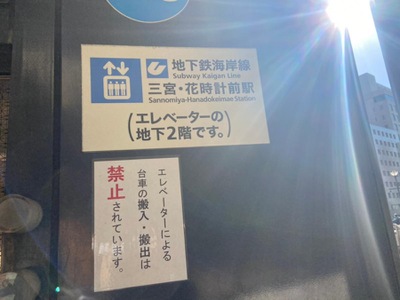 地下鉄海岸線
Subway Kaigan Line
三宮・花時計前駅
Sannomiya-Hanadokeimae Station
(エレベーターの
地下2階です。)
エレベーターによる
台車の搬入・搬出は
禁止されています。